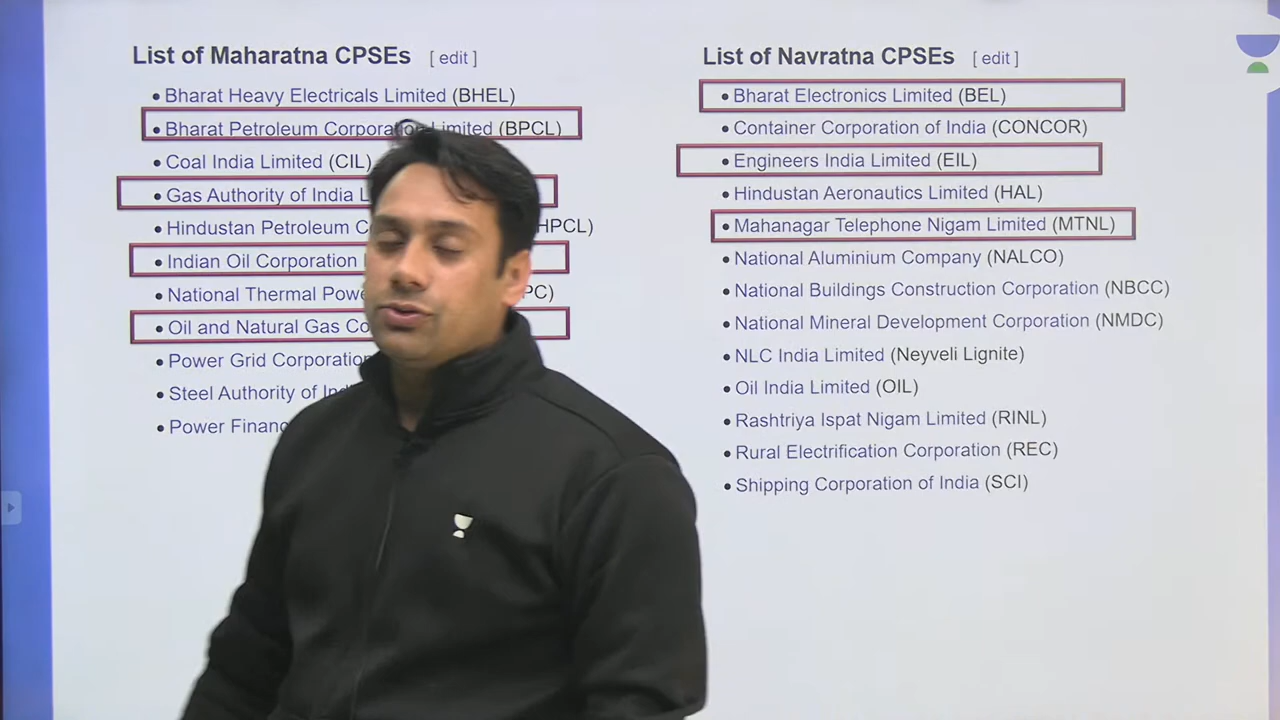 List of Maharatna CPSEs [ edit ]
• Bharat Heavy Electricals Limited (BHEL)
• Bharat Petroleum Corporation Limited (BPCL)
• Coal India Limited (CIL)
• Gas Authority of India
• Hindustan Petroleum HPCL)
• Indian Oil Corporation
• National Thermal PC)
• Oil and Natural Gas
• Power Grid Corporation
• Steel Authority of
• Power
List of Navratna CPSEs [ edit ]
• Bharat Electronics Limited (BEL)
• Container Corporation of India (CONCOR)
• Engineers India Limited (EIL)
• Hindustan Aeronautics Limited (HAL)
• Mahanagar Telephone Nigam Limited (MTNL)
• National Aluminium Company (NALCO)
• National Buildings Construction Corporation (NBCC)
• National Mineral Development Corporation (NMDC)
• NLC India Limited (Neyveli Lignite)
• Oil India Limited (OIL)
• Rashtriya Ispat Nigam Limited (RINL)
• Rural Electrification Corporation (REC)
• Shipping Corporation of India (SCI)